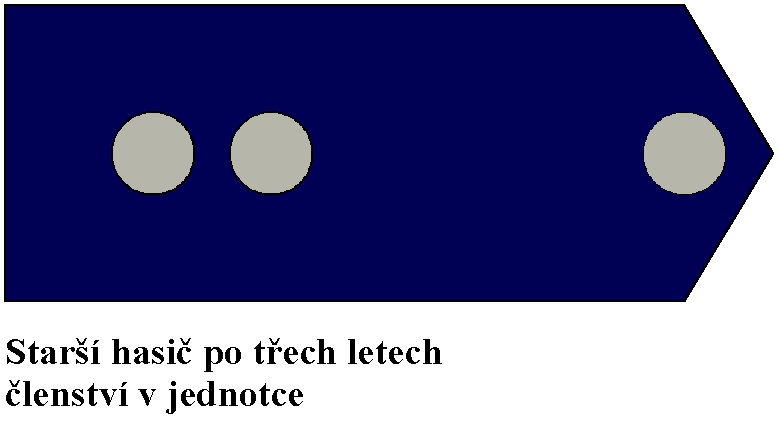 Starší hasič po třech letech
členství v jednotce